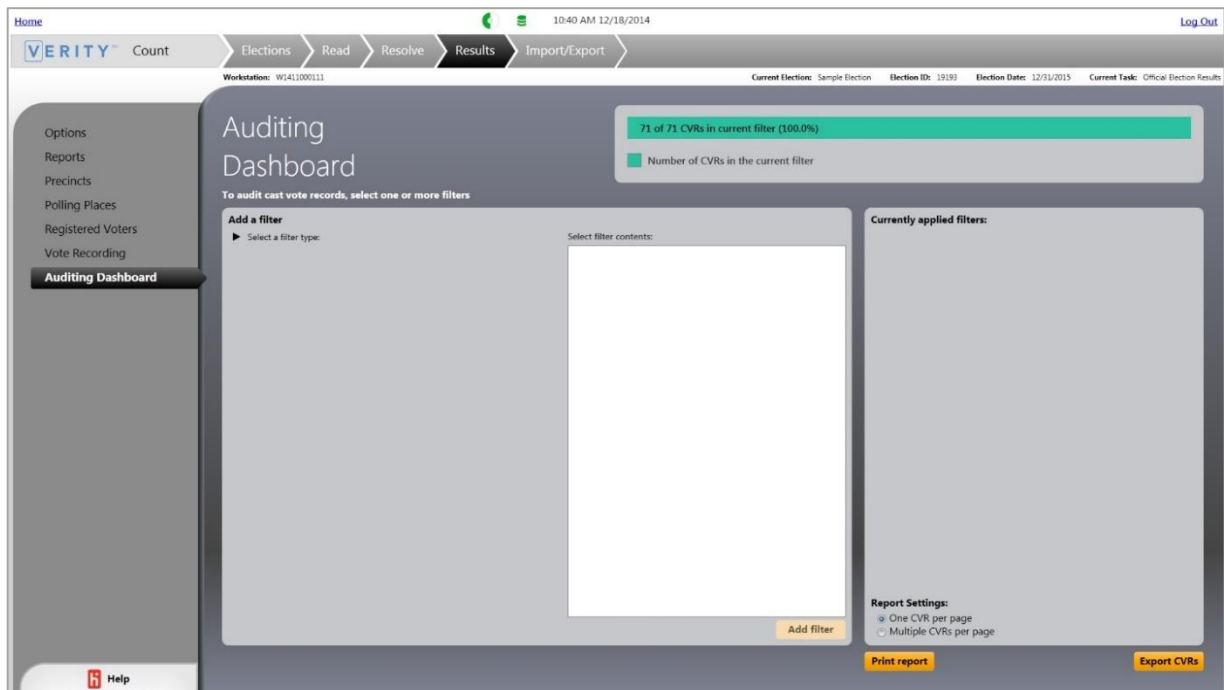 Home
10:40 AM 12/18/2014
Log Out
VERITY™ Count
Elections
Read
Resolve
Results
Import/Export
Workstation: W1411000111
Current Election: Sample Election
Election ID: 19193
Election Date: 12/31/2015
Current Task: Official Election Results
Options
Reports
Precincts
Polling Places
Registered Voters
Vote Recording
Auditing Dashboard
Help
Auditing
Dashboard
To audit cast vote records, select one or more filters
71 of 71 CVRs in current filter (100.0%)
Number of CVRs in the current filter
Add a filter
Select a filter type:
Select filter contents:
Add filter
Currently applied filters:
Report Settings:
One CVR per page
Multiple CVRs per page
Print report
Export CVRs